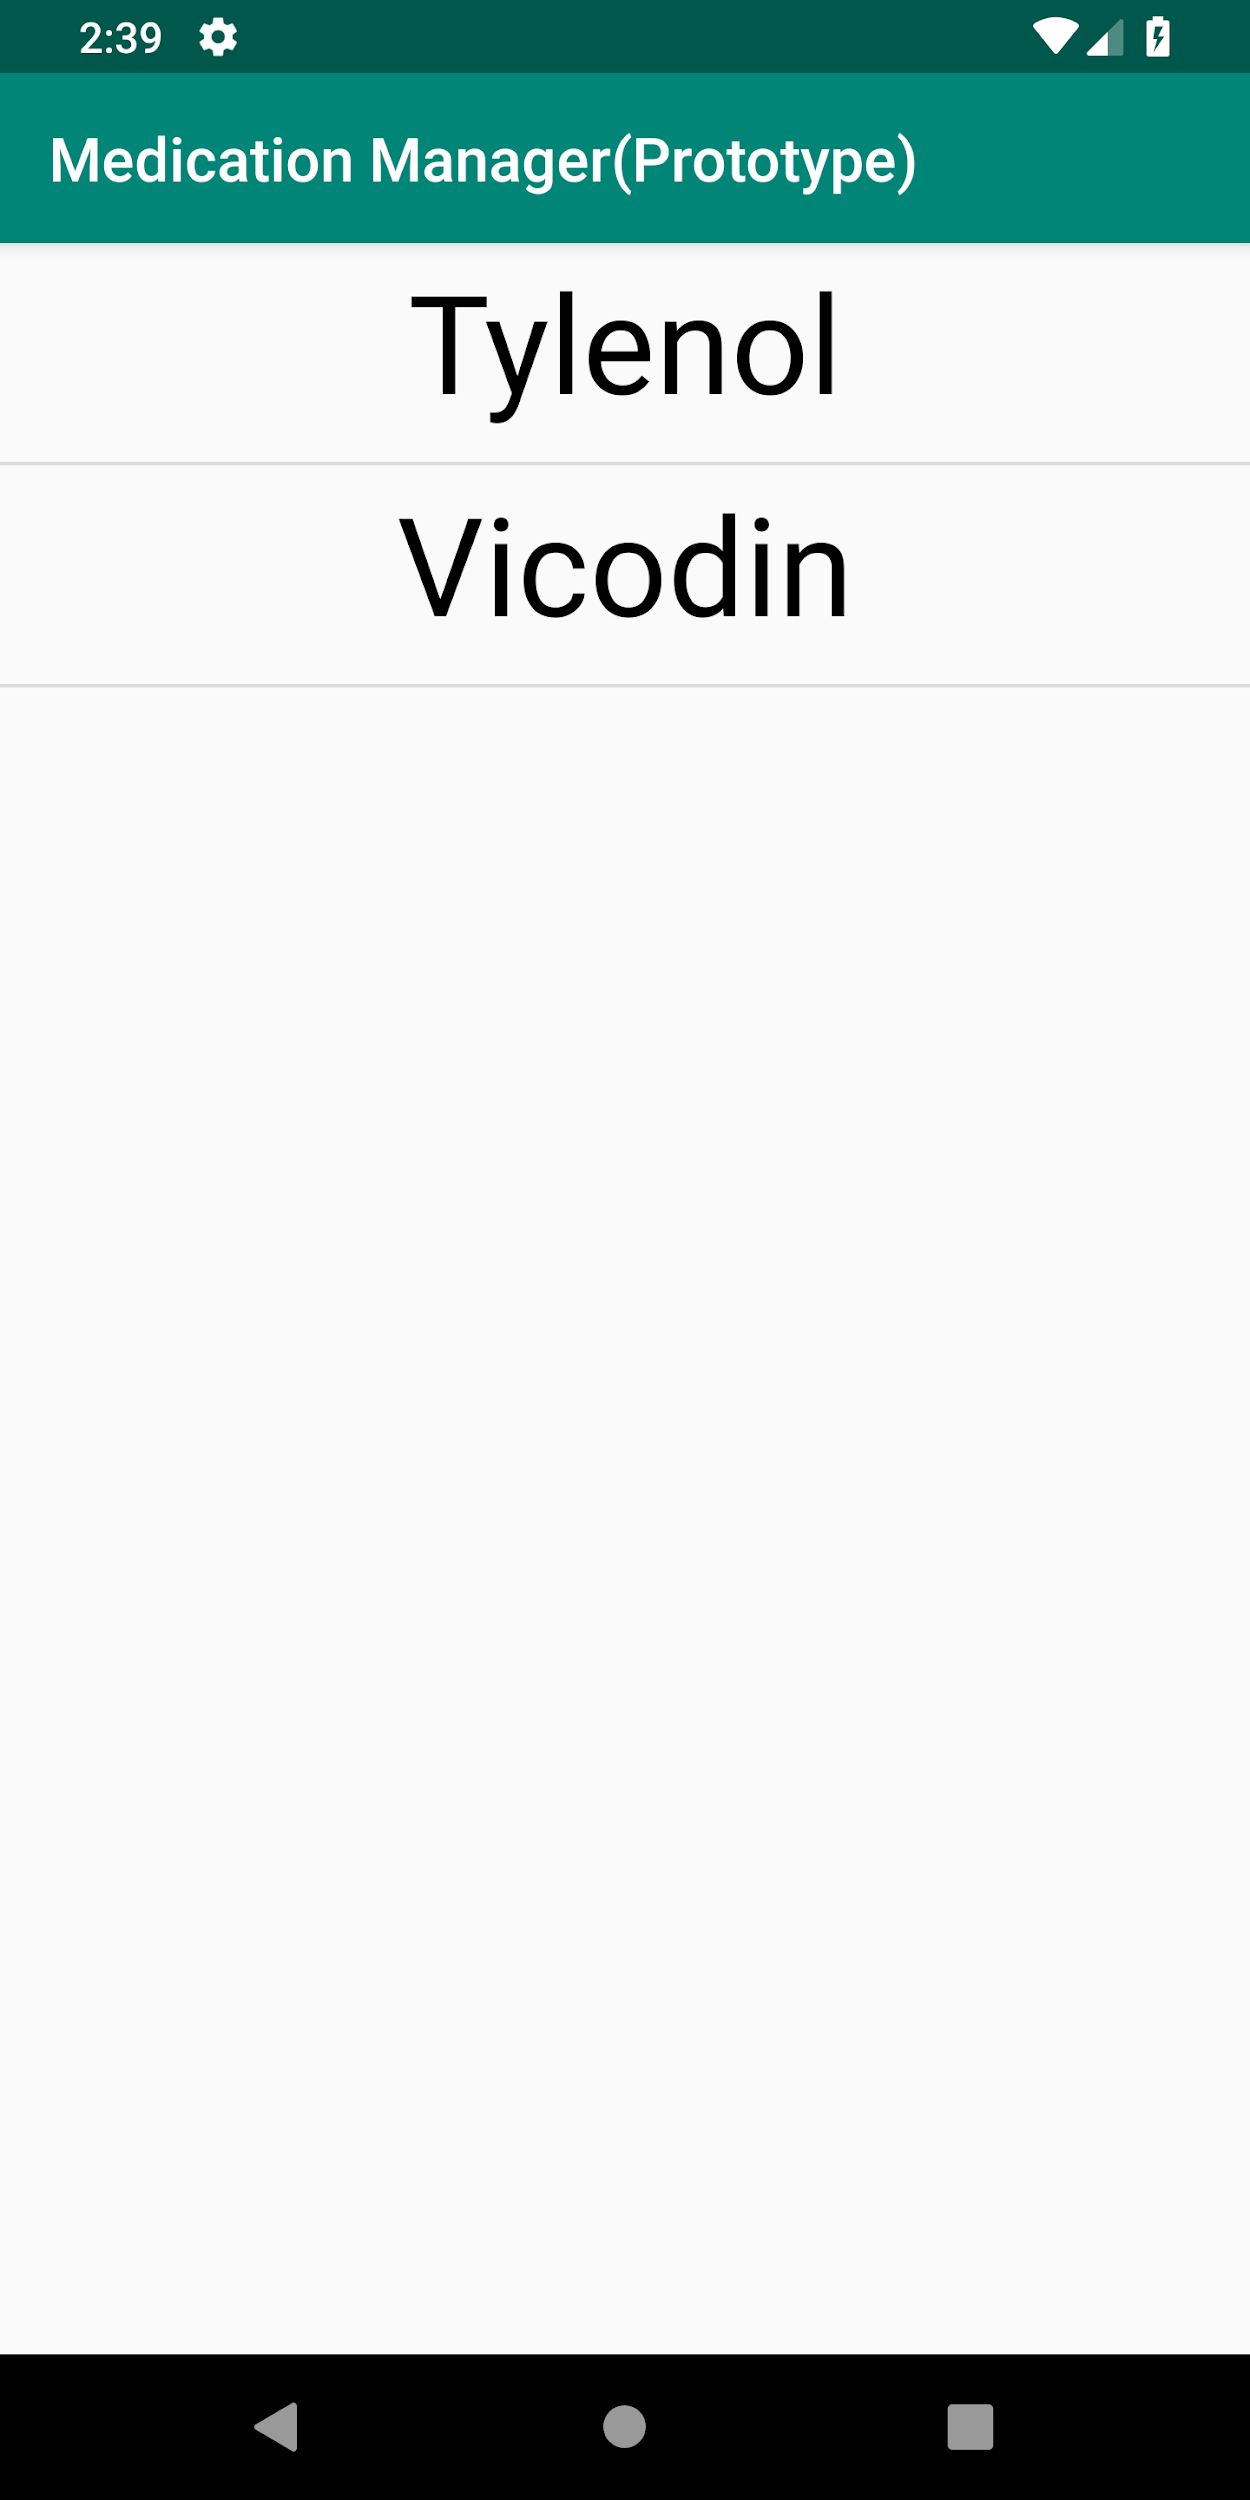 2:39
Medication Manager(Prototype)
Tylenol
Vicodin